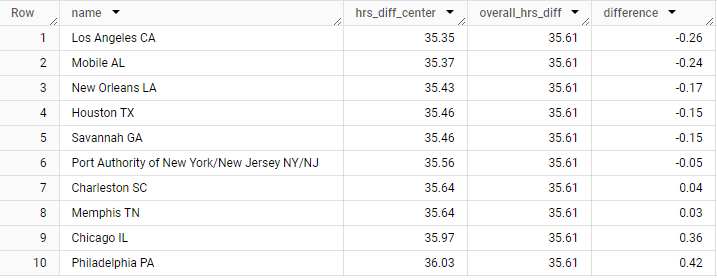 Row name hrs_diff_center overall_hrs_diff difference
1 Los Angeles CA 35.35 35.61 -0.26
2 Mobile AL 35.37 35.61 -0.24
3 New Orleans LA 35.43 35.61 -0.17
4 Houston TX 35.46 35.61 -0.15
5 Savannah GA 35.46 35.61 -0.15
6 Port Authority of New York/New Jersey NY/NJ 35.56 35.61 -0.05
7 Charleston SC 35.64 35.61 0.04
8 Memphis TN 35.64 35.61 0.03
9 Chicago IL 35.97 35.61 0.36
10 Philadelphia PA 36.03 35.61 0.42